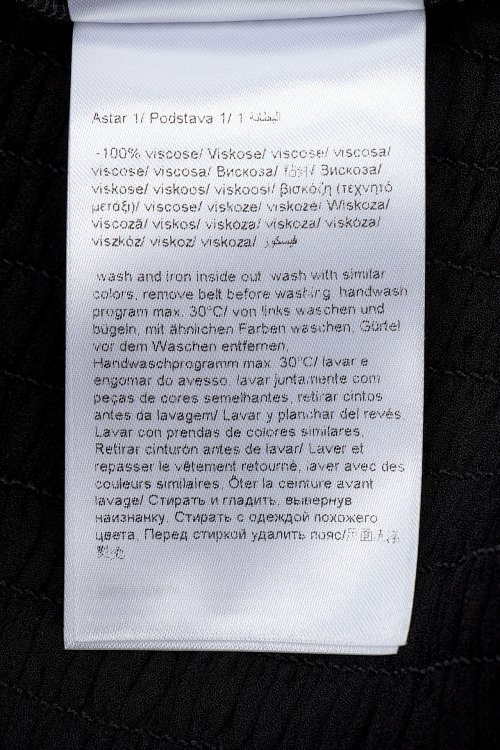 Astar 1/ Podstava 1/ 1 البطانة
-100% viscose/ Viskose/ viscose/ viscosa/
viscose/ viscosa/ Вискоза/ Вискоза/
viskose/ viskoos/ viskoosi/ βισκόζη (τεχνητό
μετάξι)/ viscose/ viskoze/ viskozė/ Wiskoza/
viscoză/ viskos/ viskóza/ viskoza/ viskóza/
viszkóz/ viskoz/ viskoza/ فيسكوز
wash and iron inside out, wash with similar
colors, remove belt before washing, handwash
program max. 30°C/ von links waschen und
bügeln, mit ähnlichen Farben waschen, Gürtel
vor dem Waschen entfernen,
Handwaschprogramm max. 30°C/ lavar e
engomar do avesso, lavar juntamente com
peças de cores semelhantes, retirar cintos
antes da lavagem/ Lavar y planchar del revés,
Lavar con prendas de colores similares,
Retirar cinturón antes de lavar/ Laver et
repasser le vêtement retourné, laver avec des
couleurs similaires, Ôter la ceinture avant
lavage/ Стирать и гладить, вывернув
наизнанку, Стирать с одеждой похожего
цвета, Перед стиркой удалить пояс/